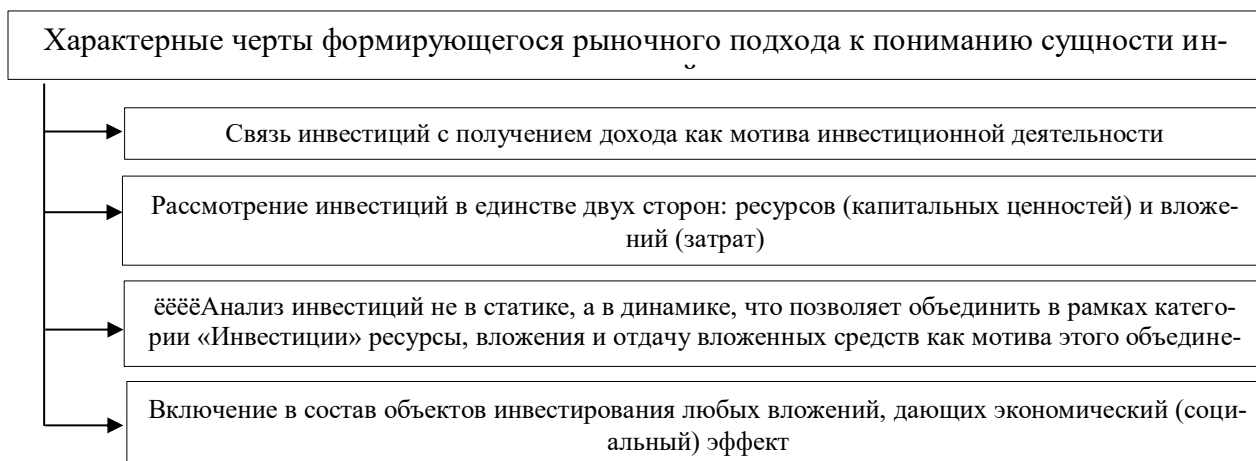 Характерные черты формирующегося рыночного подхода к пониманию сущности ин-
Связь инвестиций с получением дохода как мотива инвестиционной деятельности
Рассмотрение инвестиций в единстве двух сторон: ресурсов (капитальных ценностей) и вложе-
ний (затрат)
ёёёёАнализ инвестиций не в статике, а в динамике, что позволяет объединить в рамках катего-
рии «Инвестиции» ресурсы, вложения и отдачу вложенных средств как мотива этого объедине-
Включение в состав объектов инвестирования любых вложений, дающих экономический (соци-
альный) эффект